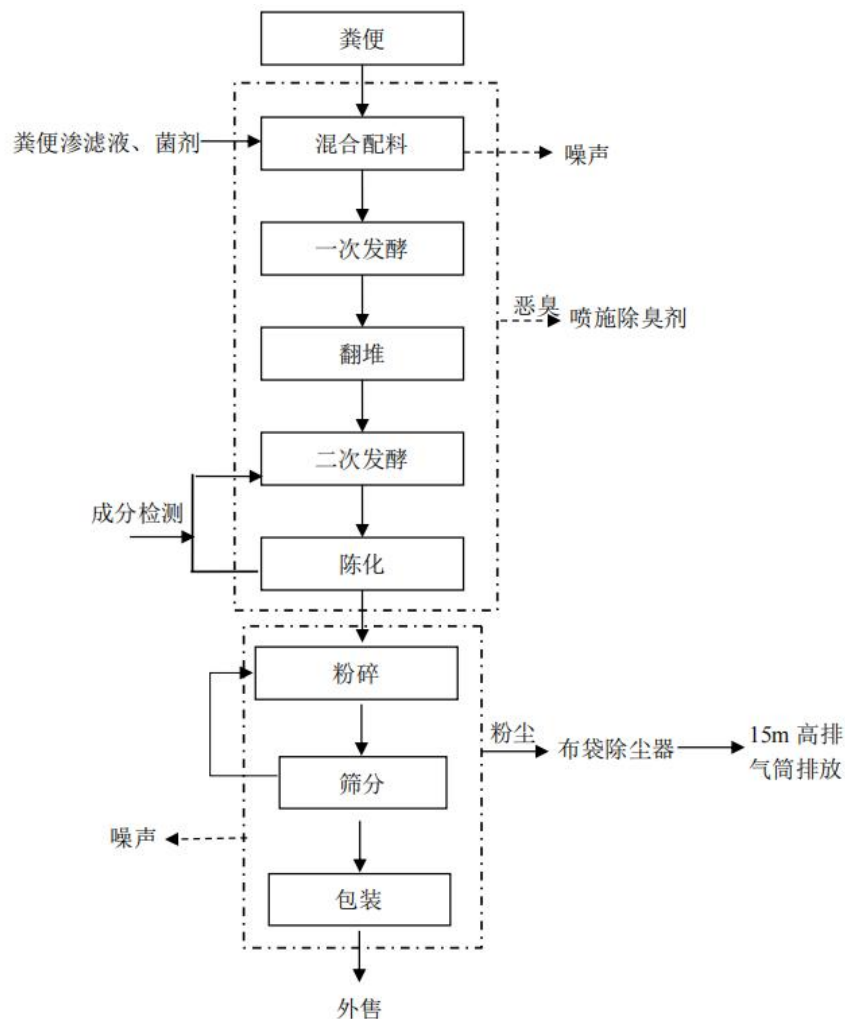 粪便
粪便渗滤液、菌剂
混合配料
噪声
一次发酵
恶臭
喷施除臭剂
翻堆
二次发酵
成分检测
陈化
粉碎
粉尘
布袋除尘器
15m 高排
气筒排放
筛分
噪声
包装
外售